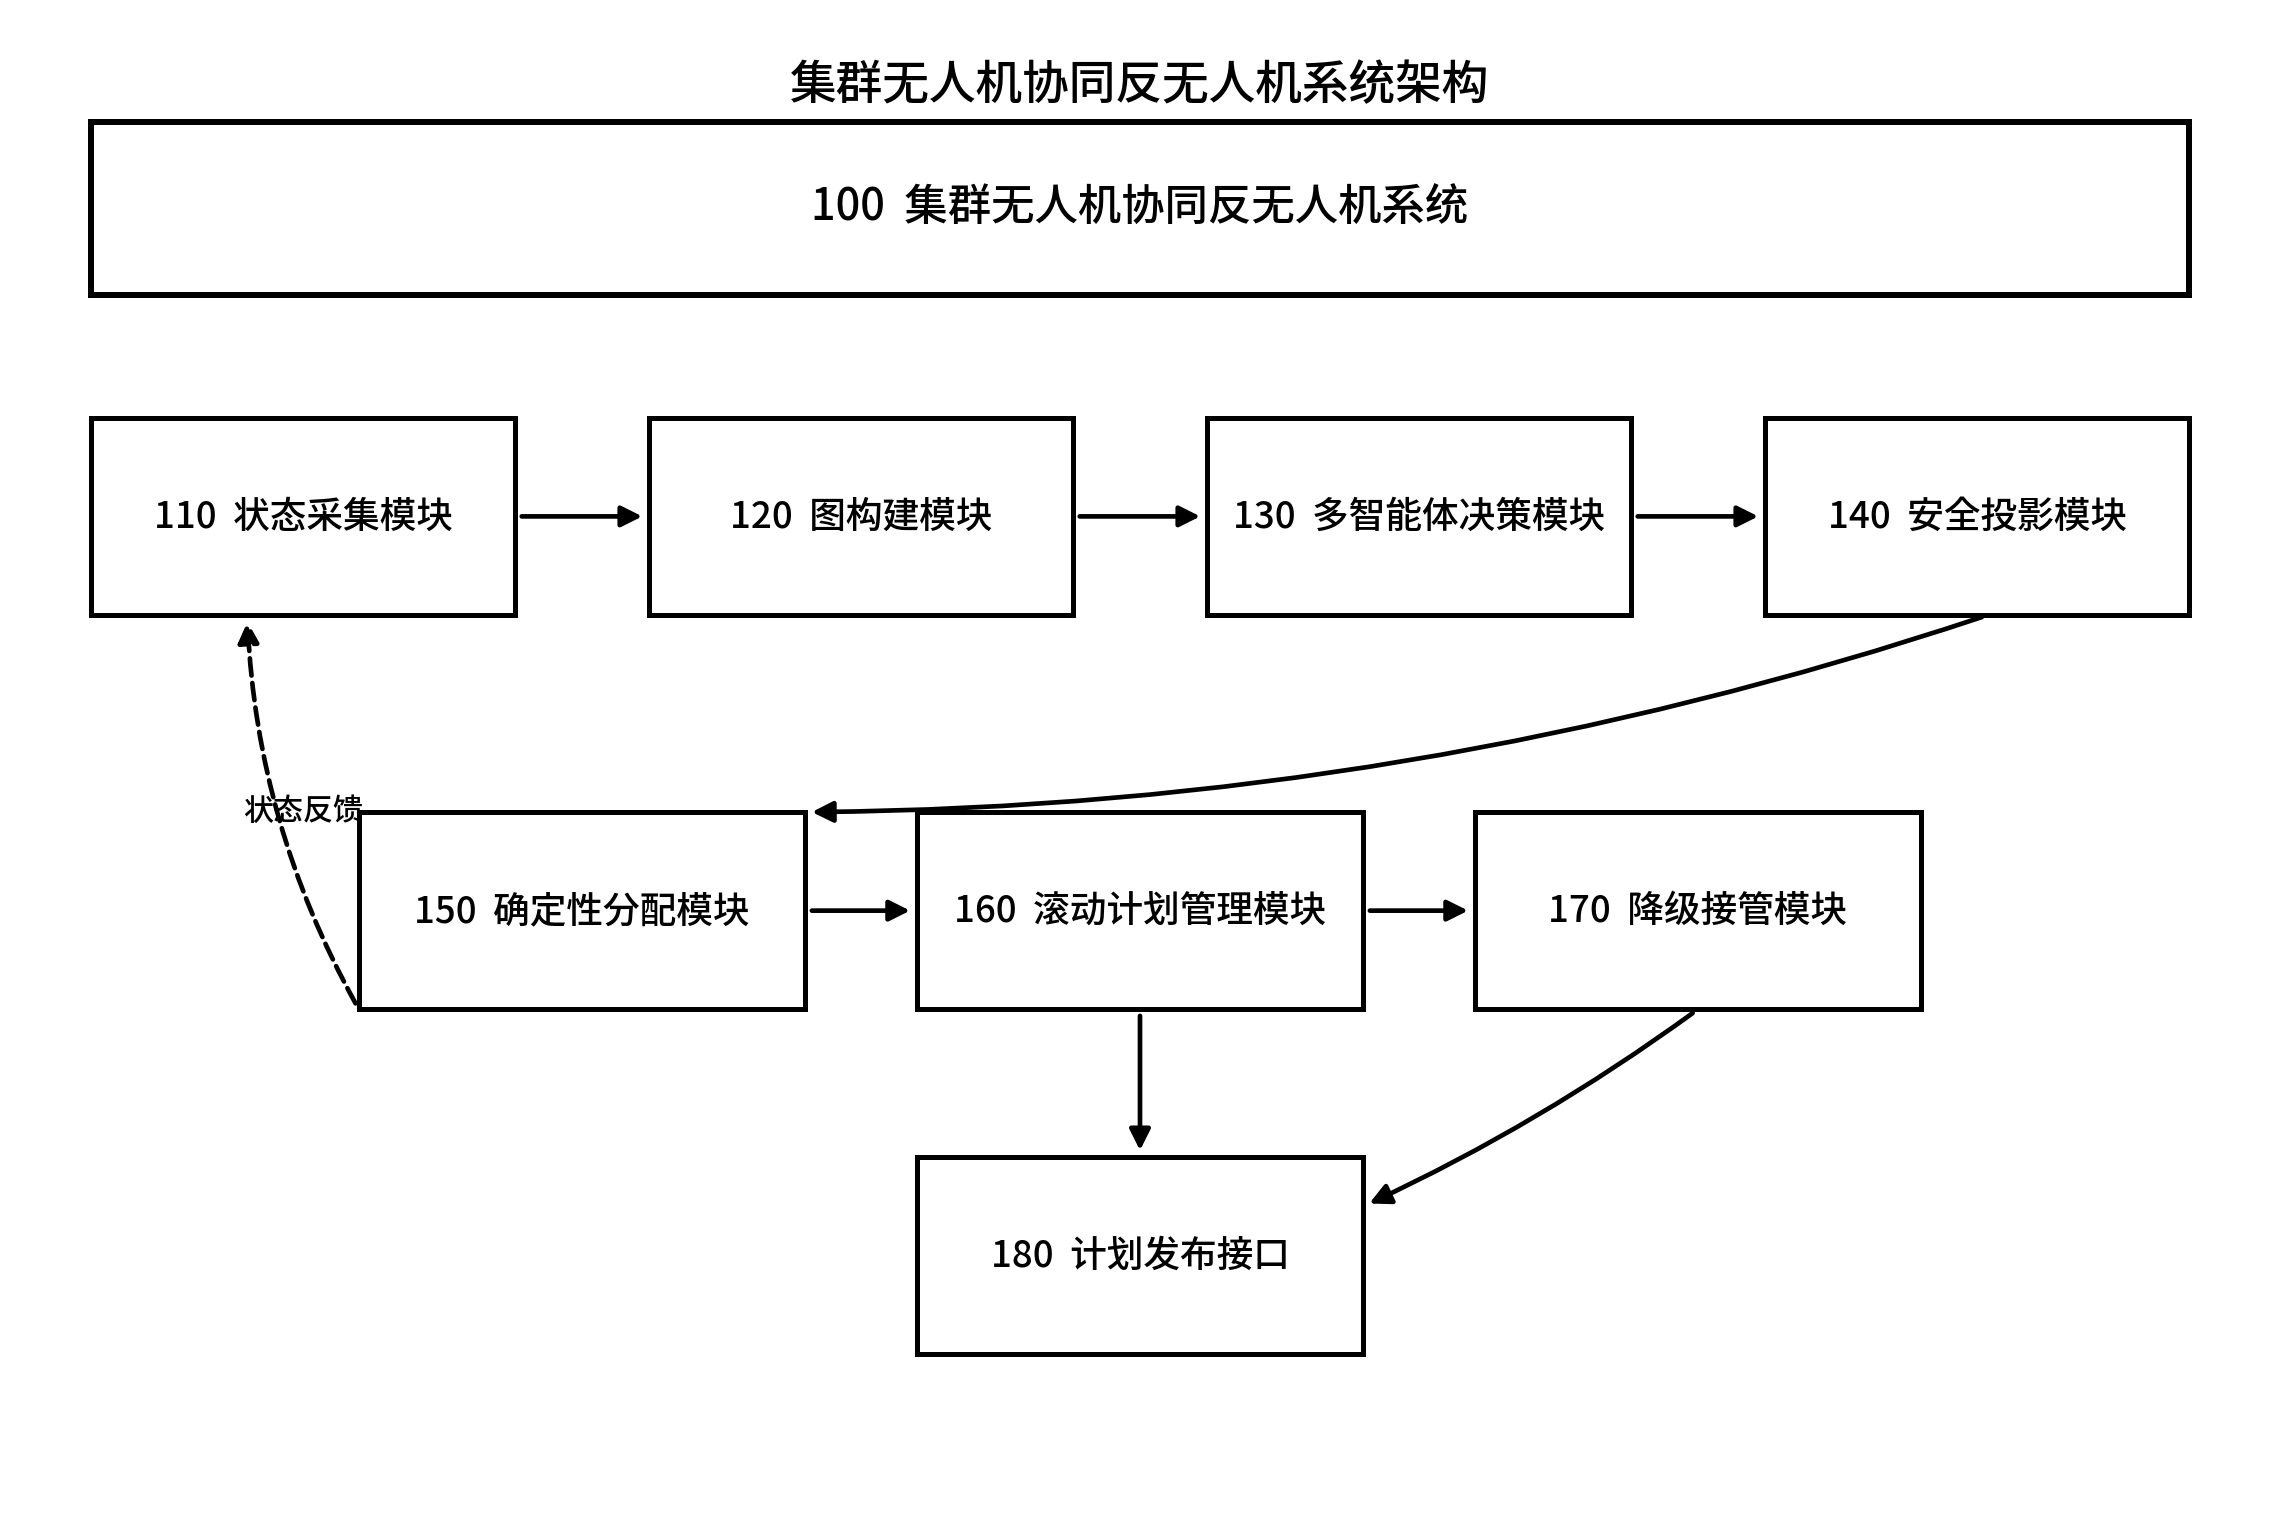 集群无人机协同反无人机系统架构
100 集群无人机协同反无人机系统
110 状态采集模块
120 图构建模块
130 多智能体决策模块
140 安全投影模块
状态反馈
150 确定性分配模块
160 滚动计划管理模块
170 降级接管模块
180 计划发布接口